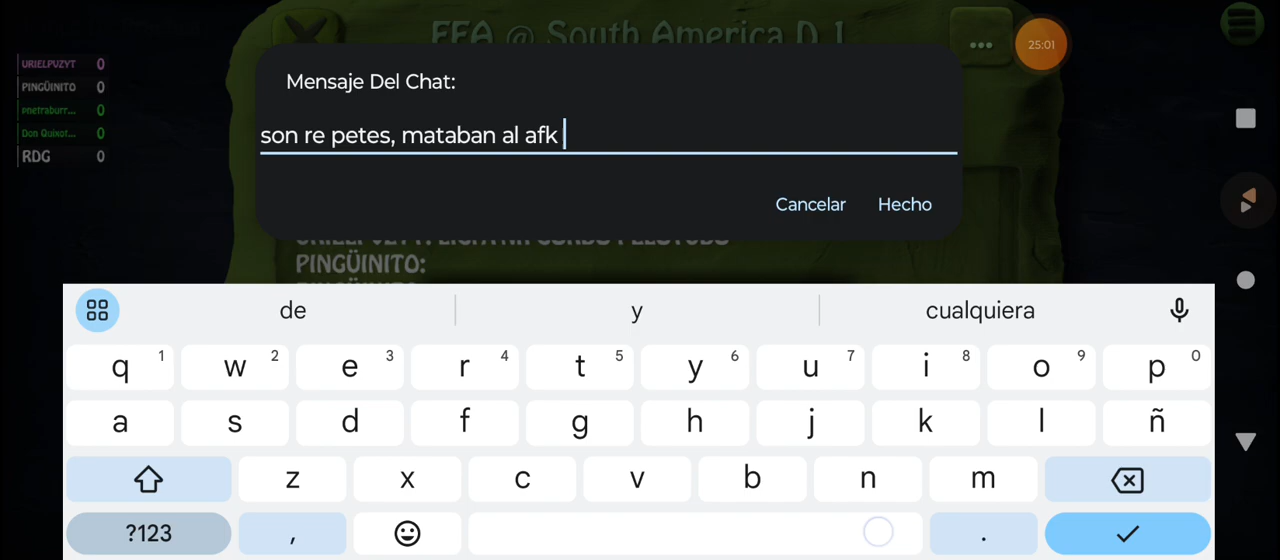 FFA @ South America D 1
25:01
URIELPUZYT 0
PINGÜINITO 0
pnetraburr... 0
Don Quixot... 0
RDG 0
Mensaje Del Chat:
son re petes, mataban al afk
Cancelar Hecho
PINGÜINITO:
de y cualquiera
q 1 w 2 e 3 r 4 t 5 y 6 u 7 i 8 o 9 p 0
a s d f g h j k l ñ
z x c v b n m
?123 , .